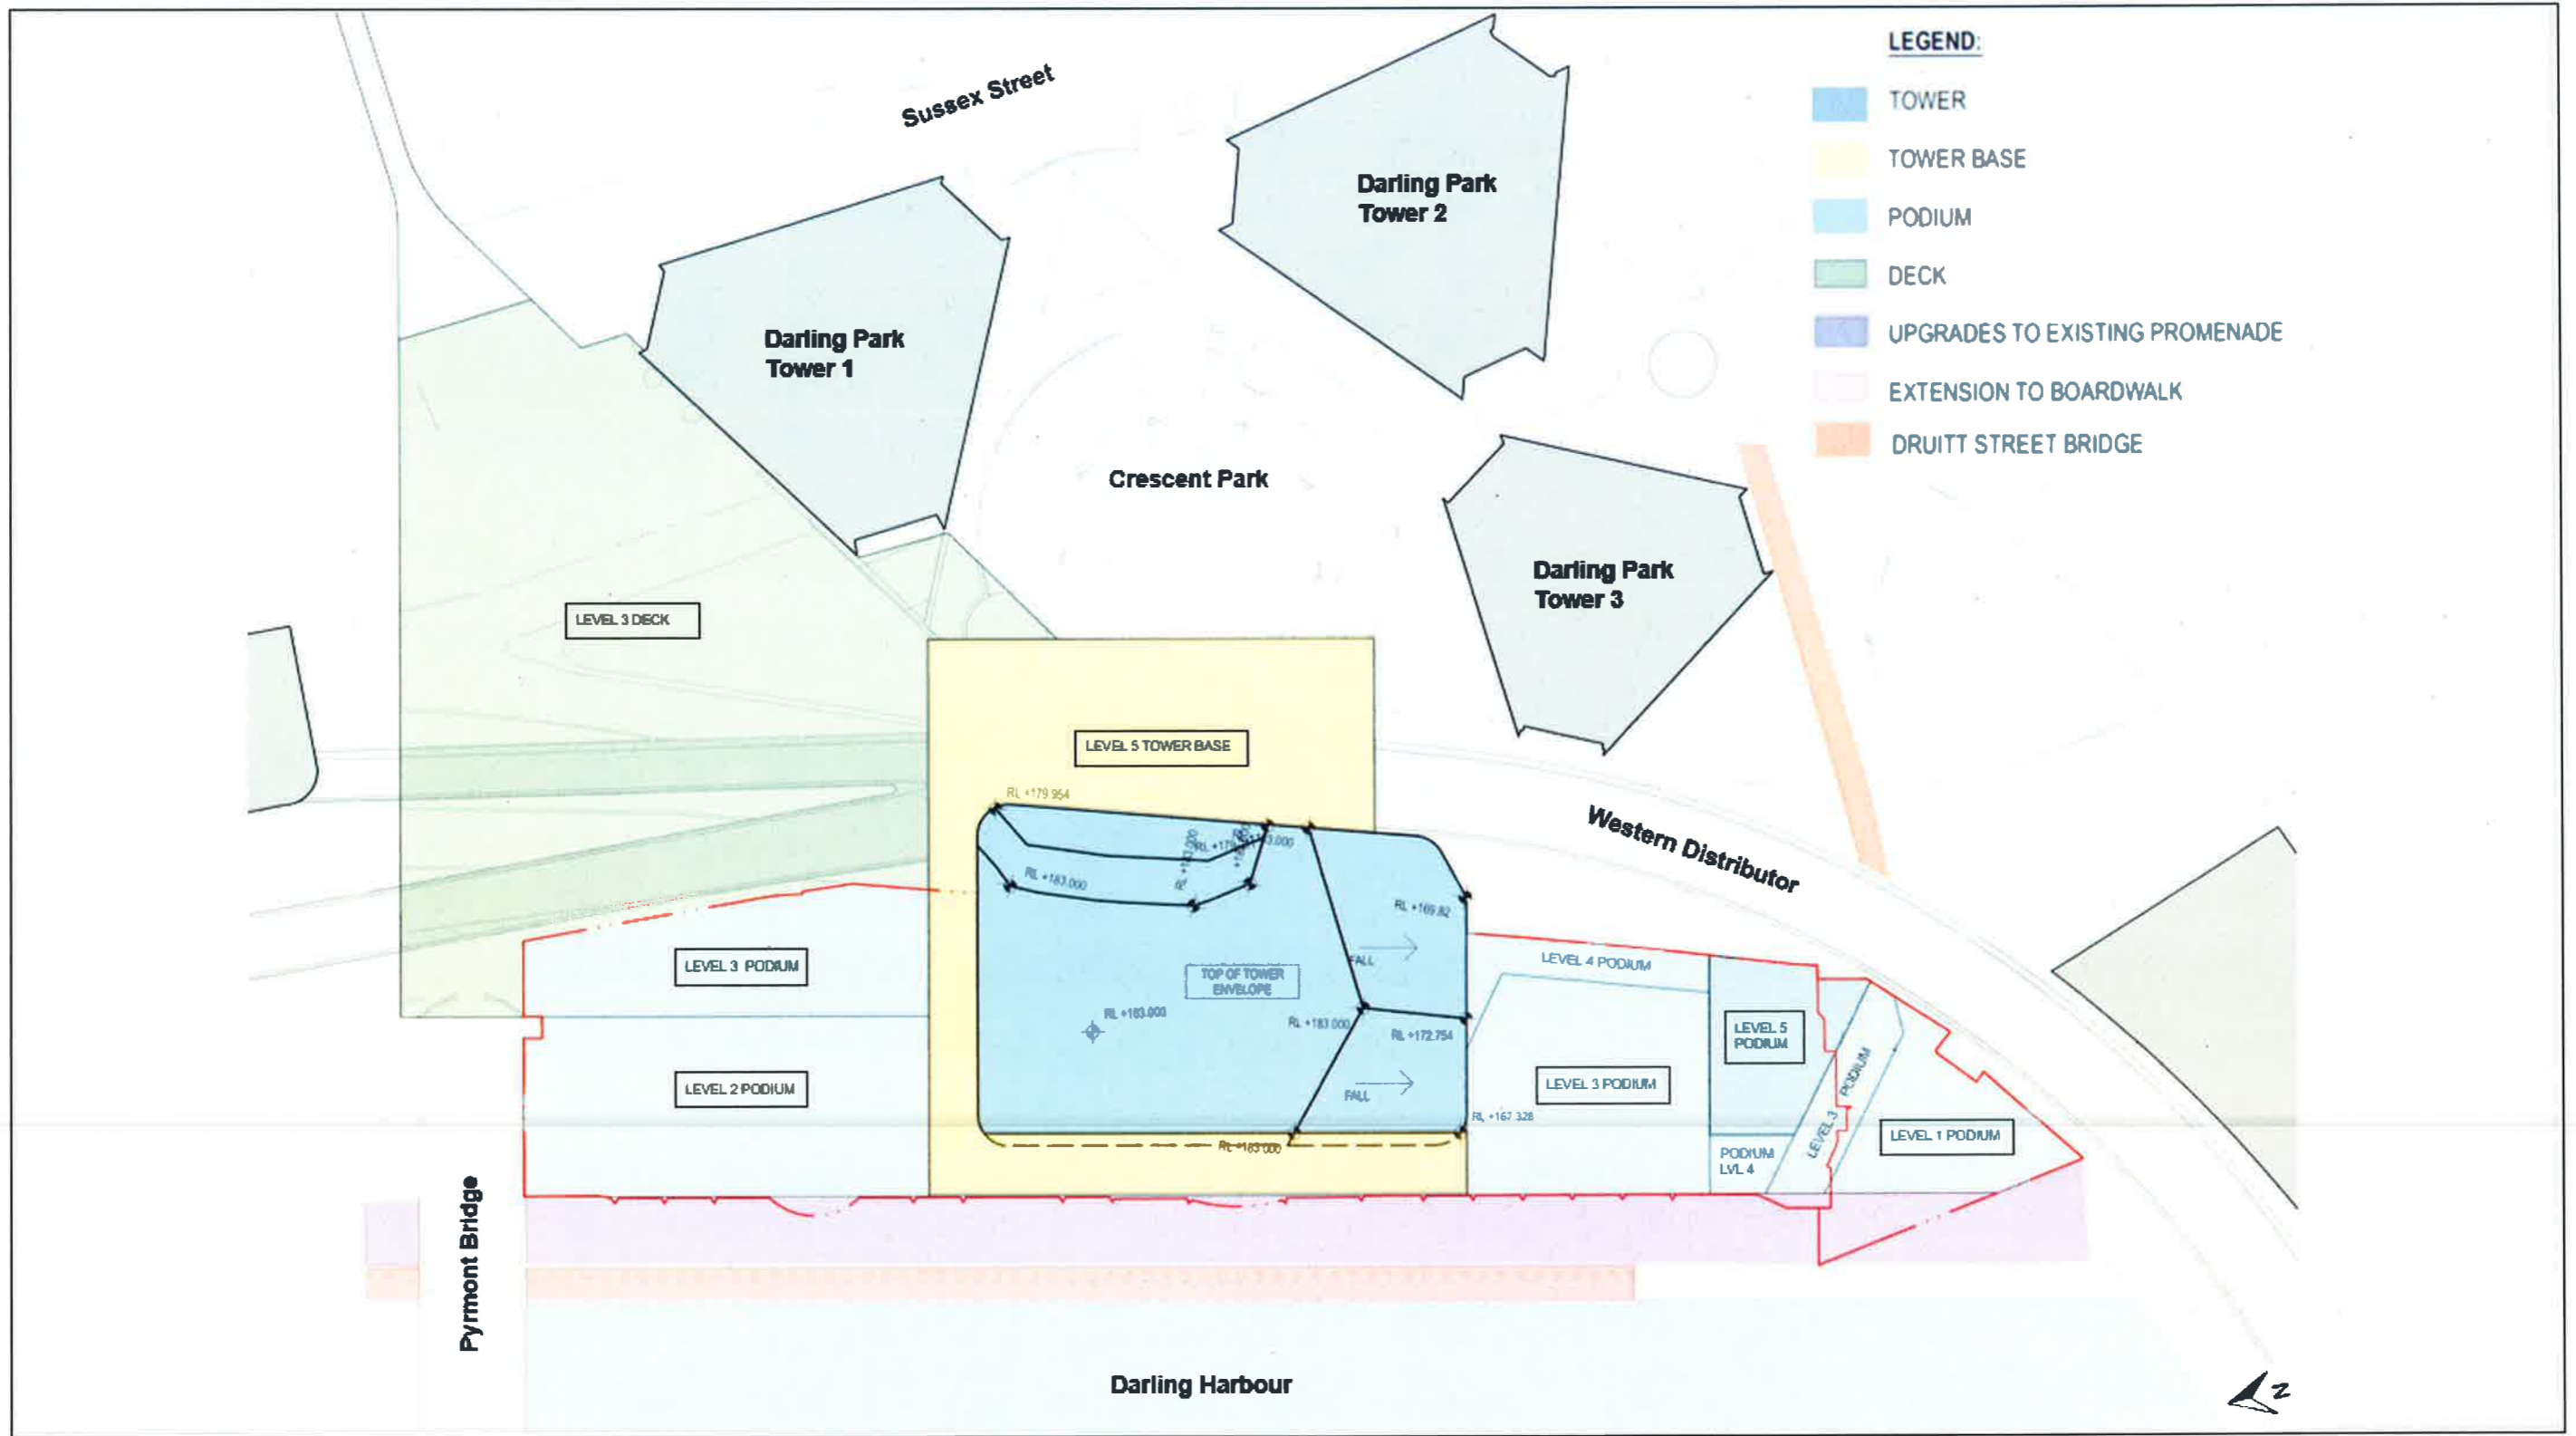 LEGEND:
TOWER
TOWER BASE
PODIUM
DECK
UPGRADES TO EXISTING PROMENADE
EXTENSION TO BOARDWALK
DRUITT STREET BRIDGE
Sussex Street
Darling Park
Tower 2
Darling Park
Tower 1
Crescent Park
Darling Park
Tower 3
LEVEL 3 DECK
LEVEL 5 TOWER BASE
RL +179.954
Western Distributor
RL +183.000
RL +169.82
FALL
LEVEL 4 PODIUM
LEVEL 3 PODIUM
TOP OF TOWER
ENVELOPE
RL +183.000
RL +183.000
RL +172.754
LEVEL 5
PODIUM
LEVEL 3 PODIUM
LEVEL 2 PODIUM
FALL
LEVEL 3 PODIUM
RL +167.328
LEVEL 1 PODIUM
RL +183.000
PODIUM
LVL 4
Pyrmont Bridge
Darling Harbour
Z